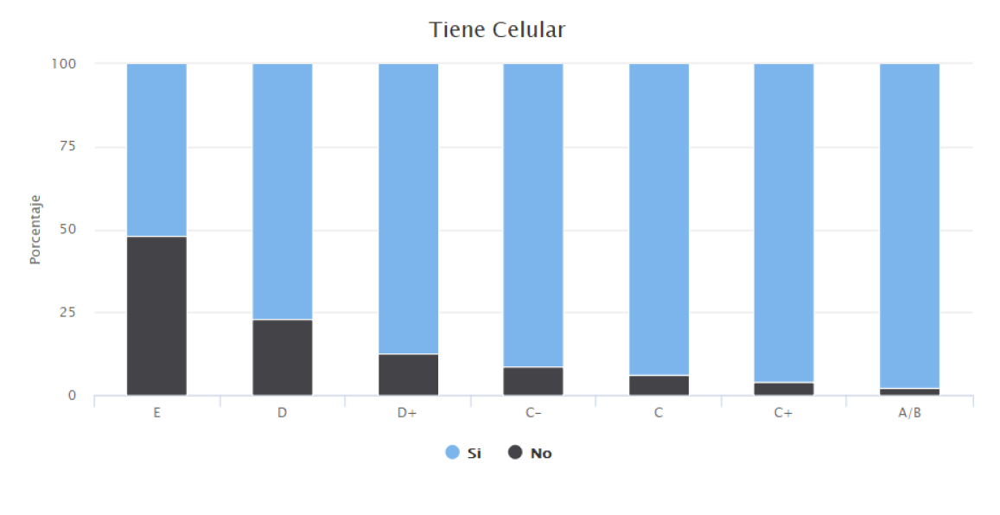 Tiene Celular
Porcentaje
100
75
50
25
0
E D D+ C– C C+ A/B
Si No